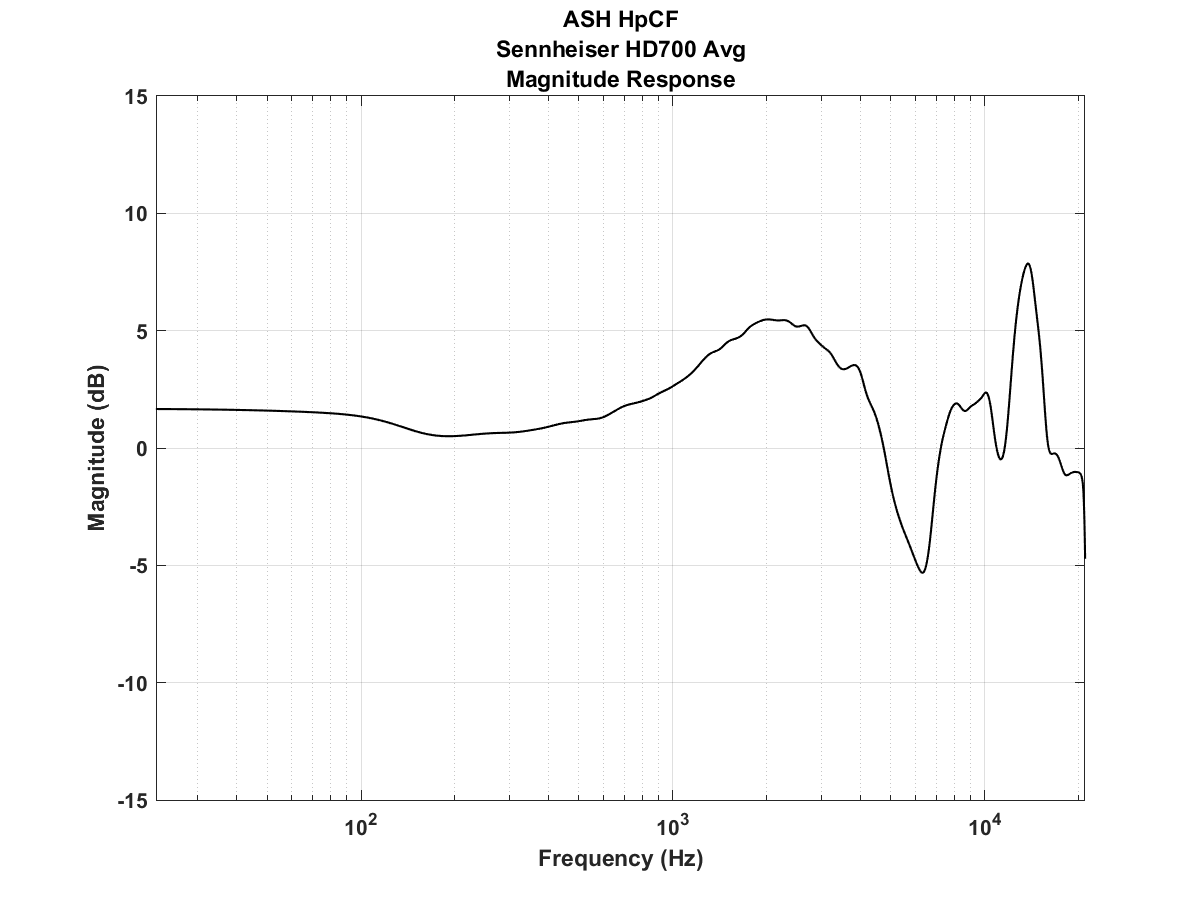 ASH HpCF
Sennheiser HD700 Avg
Magnitude Response
15
10
5
0
-5
-10
-15
Magnitude (dB)
10² 10³ 10⁴
Frequency (Hz)